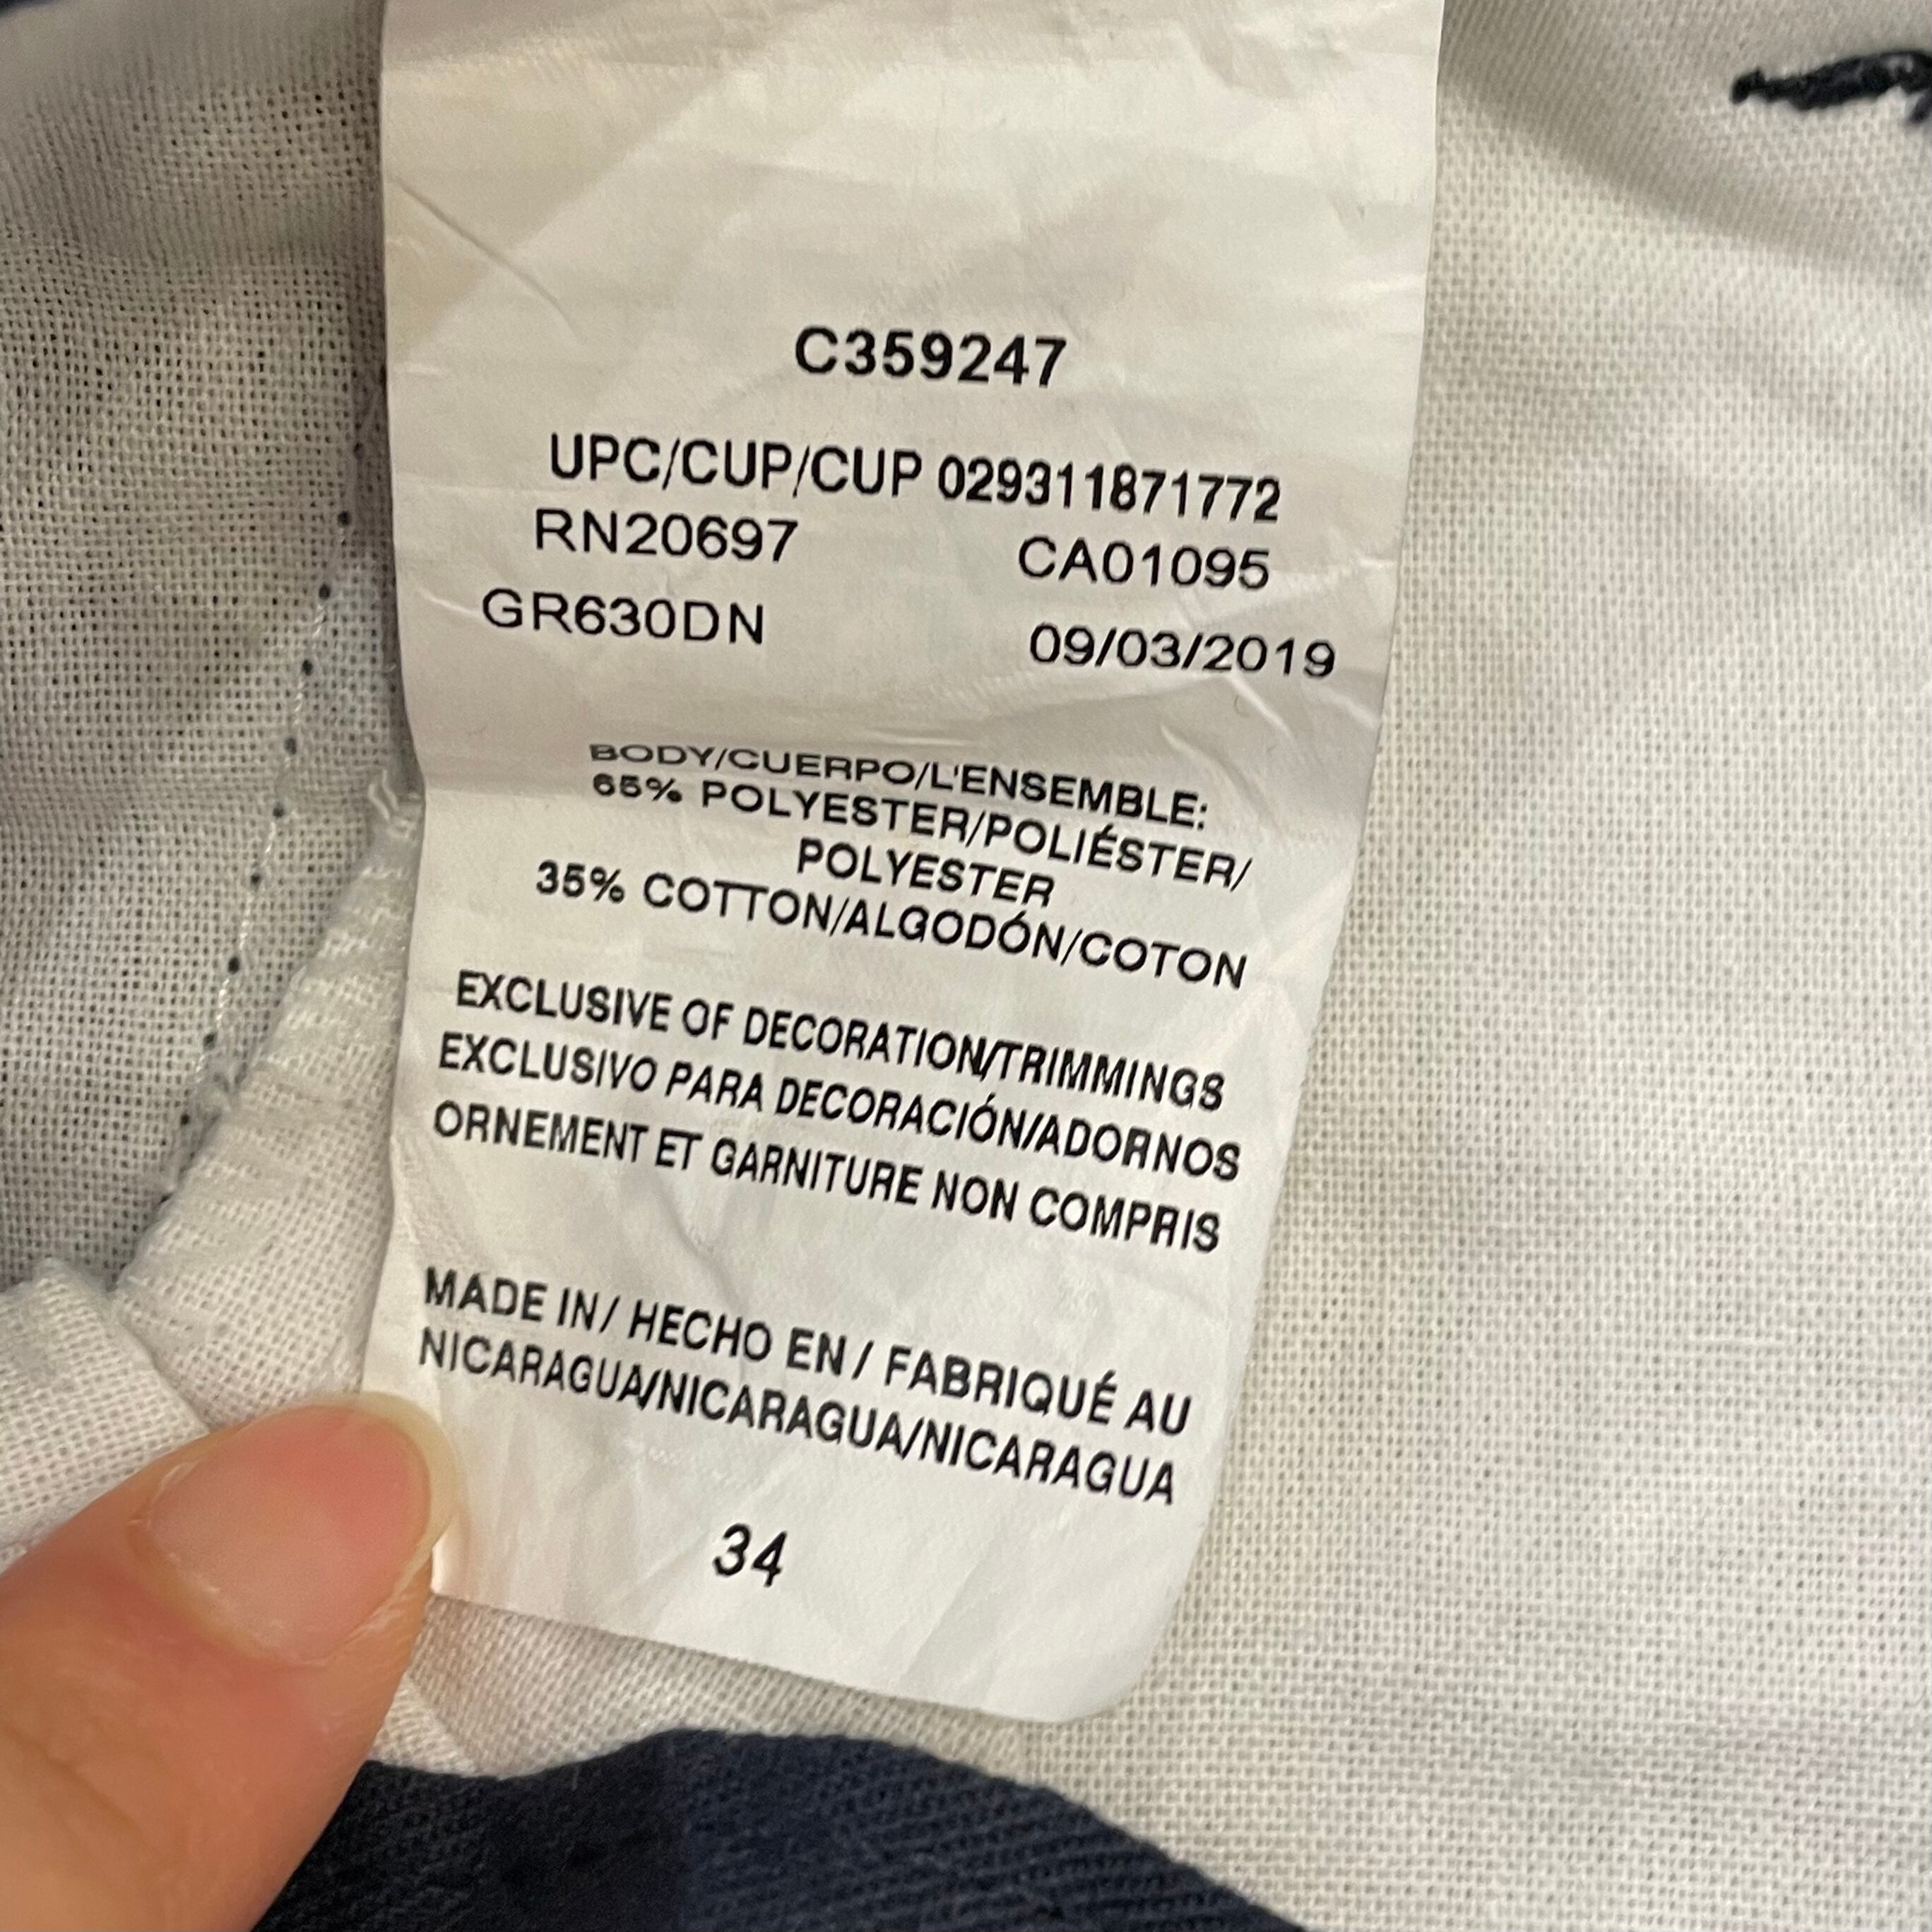 C359247
UPC/CUP/CUP 029311871772
RN20697 CA01095
GR630DN 09/03/2019
BODY/CUERPO/L'ENSEMBLE:
65% POLYESTER/POLIÉSTER/
POLYESTER
35% COTTON/ALGODÓN/COTON
EXCLUSIVE OF DECORATION/TRIMMINGS
EXCLUSIVO PARA DECORACIÓN/ADORNOS
ORNEMENT ET GARNITURE NON COMPRIS
MADE IN/ HECHO EN/ FABRIQUÉ AU
NICARAGUA/NICARAGUA/NICARAGUA
34